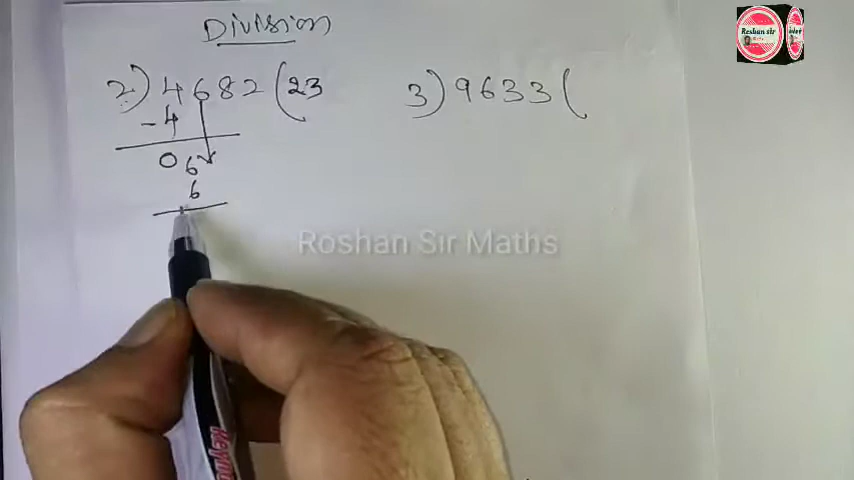 Division
2) 4682 (23
- 4
06
6
3) 9633 (
Roshan Sir Maths
Roshan sir